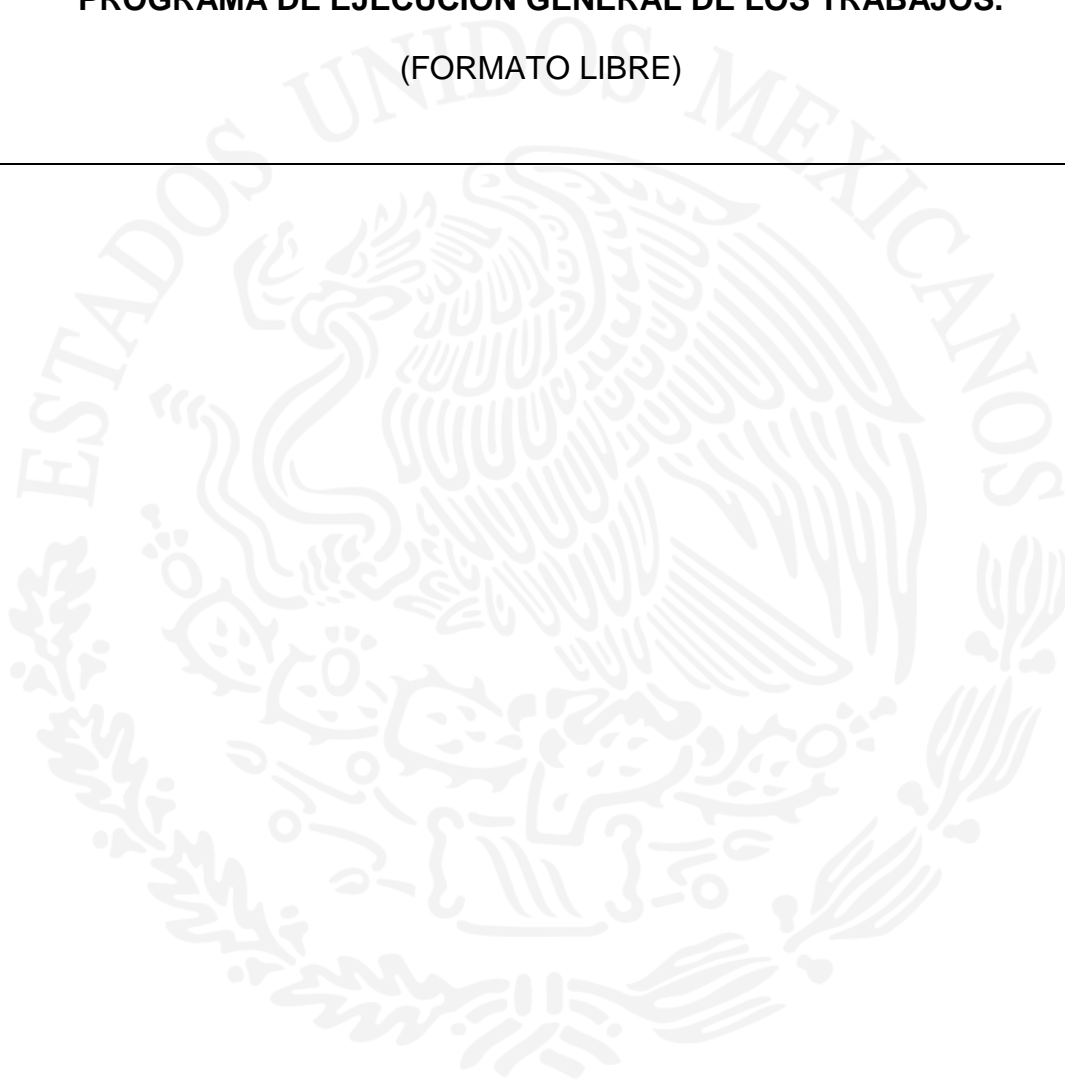 PROGRAMA DE EJECUCIÓN GENERAL DE LOS TRABAJOS.
(FORMATO LIBRE)
ESTADOS UNIDOS MEXICANOS